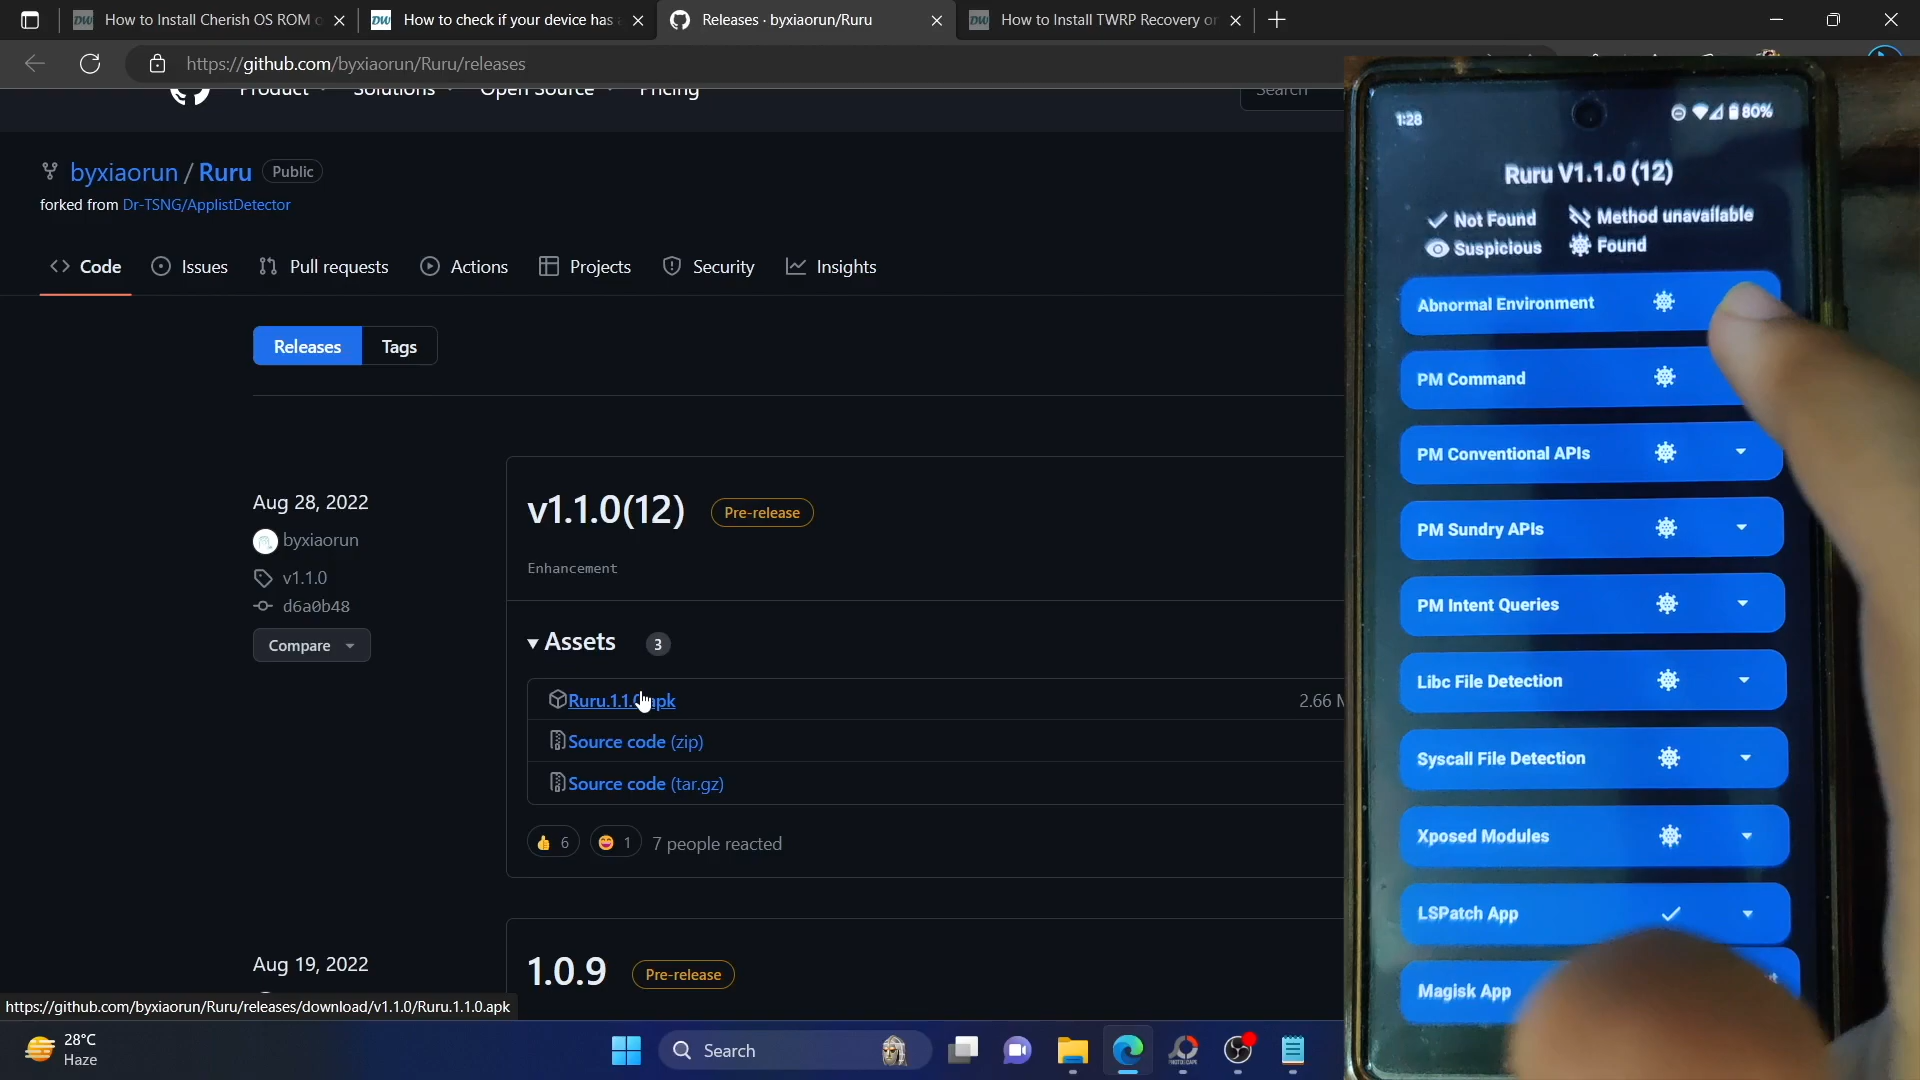 How to Install Cherish OS ROM o
How to check if your device has a
Releases · byxiaorun/Ruru
How to Install TWRP Recovery or
https://github.com/byxiaorun/Ruru/releases
Product
Solutions
Open Source
Pricing
Search
byxiaorun / Ruru Public
forked from Dr-TSNG/ApplistDetector
Code
Issues
Pull requests
Actions
Projects
Security
Insights
Releases
Tags
Aug 28, 2022
byxiaorun
v1.1.0
d6a0b48
Compare
v1.1.0(12) Pre-release
Enhancement
Assets 3
Ruru.1.1.0.apk
2.66 M
Source code (zip)
Source code (tar.gz)
6
1
7 people reacted
Aug 19, 2022
1.0.9 Pre-release
https://github.com/byxiaorun/Ruru/releases/download/v1.1.0/Ruru.1.1.0.apk
28°C
Haze
Search
1:28
80%
Ruru V1.1.0 (12)
Not Found
Method unavailable
Suspicious
Found
Abnormal Environment
PM Command
PM Conventional APIs
PM Sundry APIs
PM Intent Queries
Libc File Detection
Syscall File Detection
Xposed Modules
LSPatch App
Magisk App